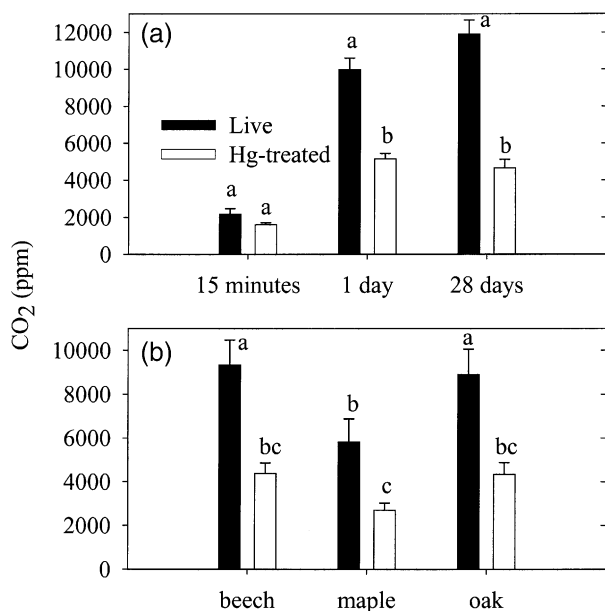 12000
(a)
a
a
10000
8000
Live
b
b
6000
Hg-treated
4000
a
a
2000
0
15 minutes 1 day 28 days
CO2 (ppm)
10000
(b)
a
a
8000
b
6000
bc
bc
4000
c
2000
0
beech maple oak